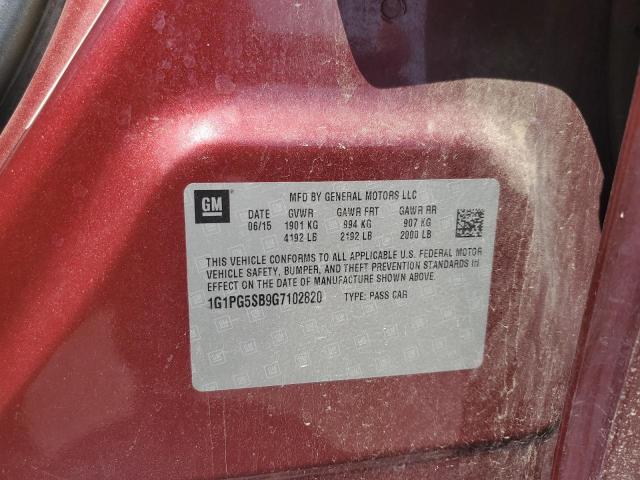 GM
MFD BY GENERAL MOTORS LLC
DATE GVWR GAWR FRT GAWR RR
06/15 1901 KG 994 KG 907 KG
4192 LB 2192 LB 2000 LB
THIS VEHICLE CONFORMS TO ALL APPLICABLE U.S. FEDERAL MOTOR
VEHICLE SAFETY, BUMPER, AND THEFT PREVENTION STANDARDS IN
EFFECT ON THE DATE OF MANUFACTURE SHOWN ABOVE.
1G1PG5SB9G7102820 TYPE: PASS CAR